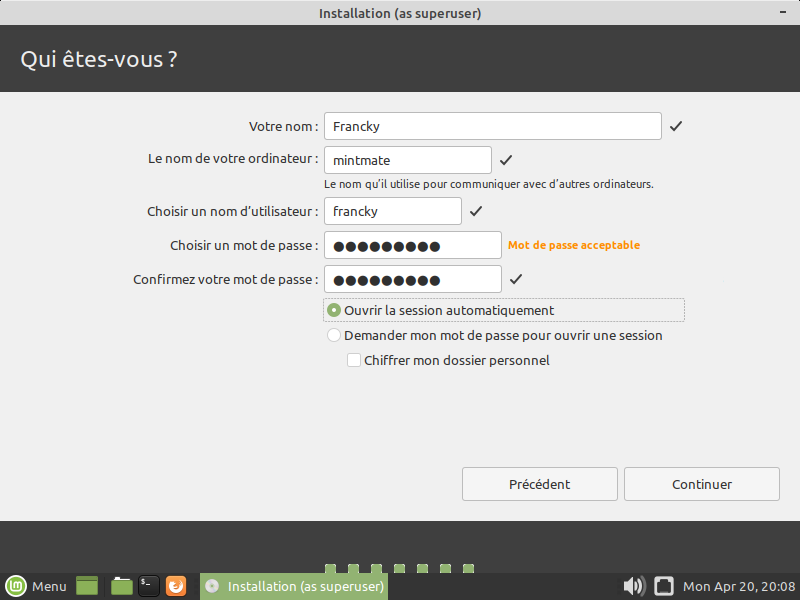 Installation (as superuser)
Qui êtes-vous ?
Votre nom : Francky
Le nom de votre ordinateur : mintmate
Le nom qu'il utilise pour communiquer avec d'autres ordinateurs.
Choisir un nom d'utilisateur : francky
Choisir un mot de passe : ●●●●●●●●● Mot de passe acceptable
Confirmez votre mot de passe : ●●●●●●●●●
Ouvrir la session automatiquement
Demander mon mot de passe pour ouvrir une session
Chiffrer mon dossier personnel
Précédent Continuer
Menu Installation (as superuser) Mon Apr 20, 20:08